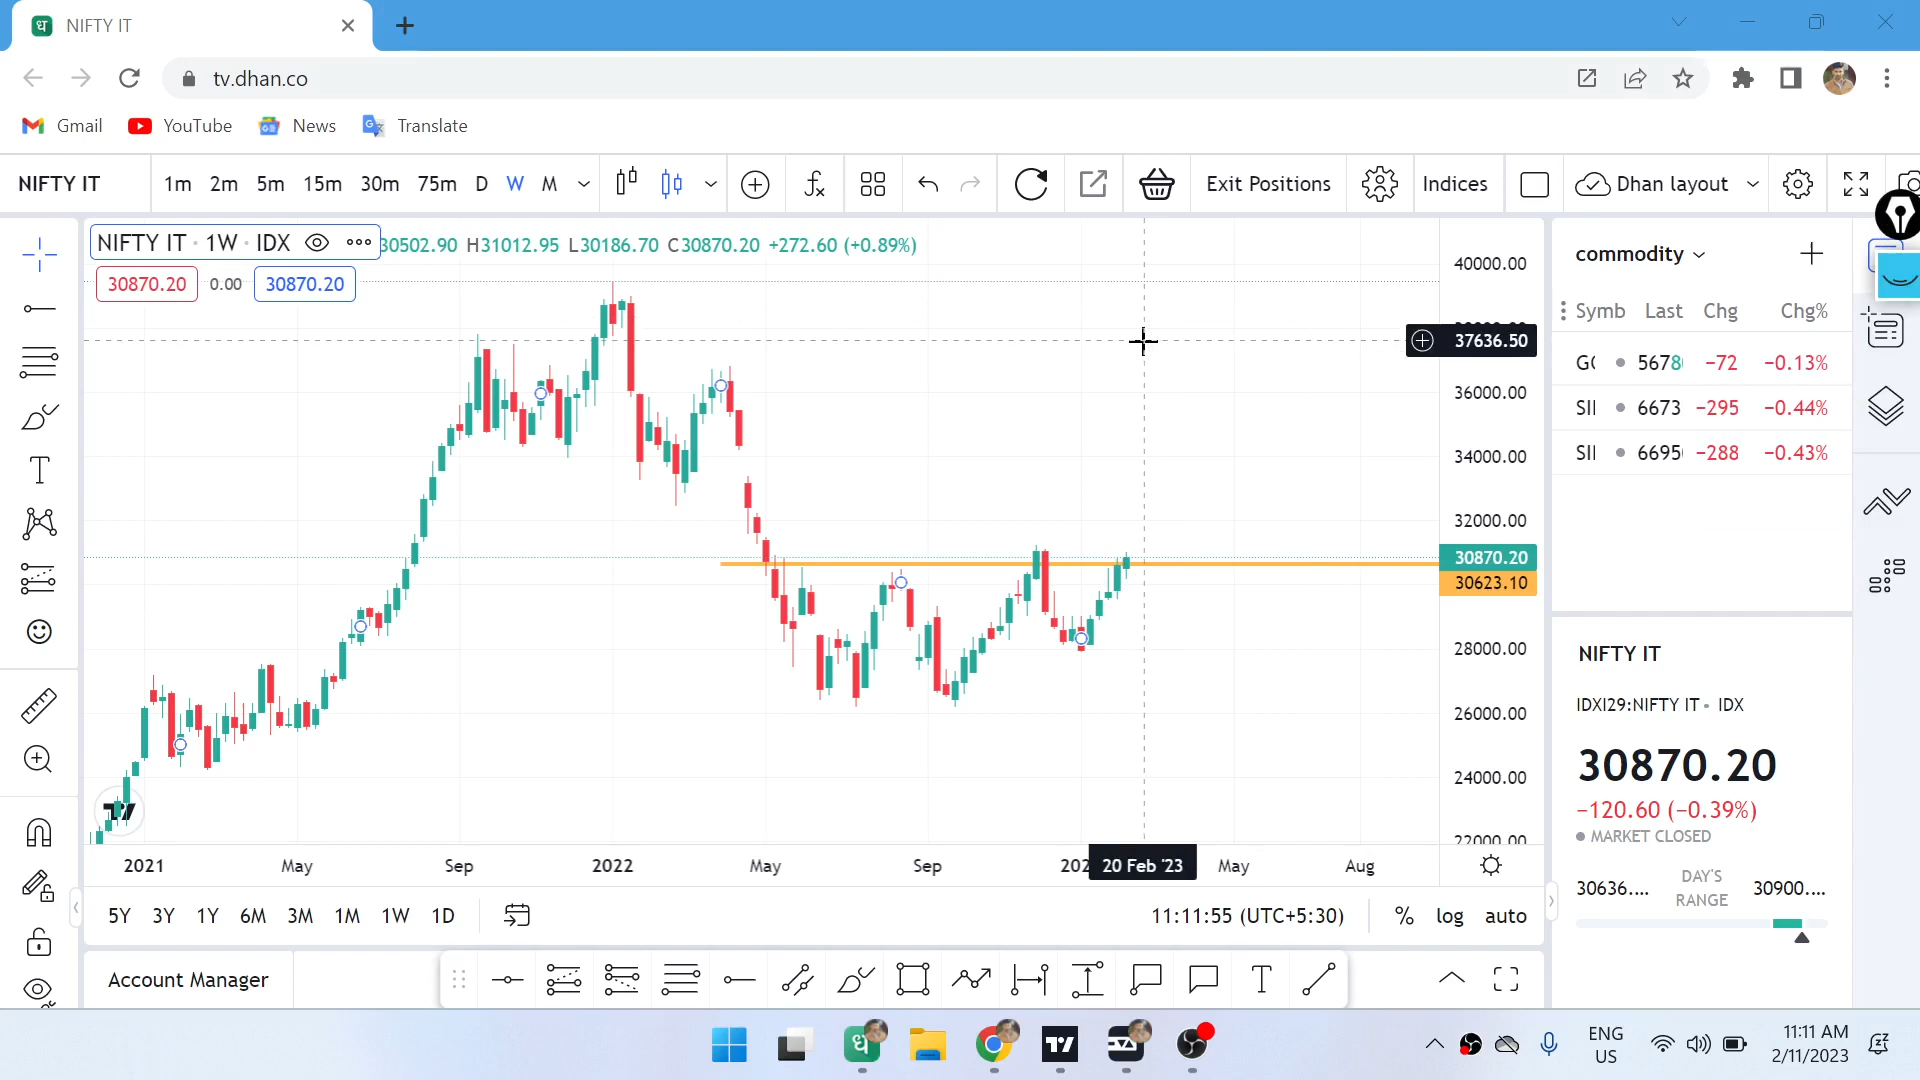 ध NIFTY IT
tv.dhan.co
Gmail YouTube News Translate
NIFTY IT 1m 2m 5m 15m 30m 75m D W M Exit Positions Indices Dhan layout
NIFTY IT · 1W · IDX 30502.90 H31012.95 L30186.70 C30870.20 +272.60 (+0.89%)
30870.20 0.00 30870.20
40000.00
37636.50
36000.00
34000.00
32000.00
30870.20
30623.10
28000.00
26000.00
24000.00
22000.00
2021 May Sep 2022 May Sep 202 20 Feb '23 May Aug
5Y 3Y 1Y 6M 3M 1M 1W 1D 11:11:55 (UTC+5:30) % log auto
Account Manager
commodity
Symb Last Chg Chg%
5678 −72 −0.13%
SII 6673 −295 −0.44%
SII 6695 −288 −0.43%
NIFTY IT
IDXI29:NIFTY IT • IDX
30870.20
−120.60 (−0.39%)
MARKET CLOSED
30636.... DAY'S RANGE 30900....
ENG
US
11:11 AM
2/11/2023